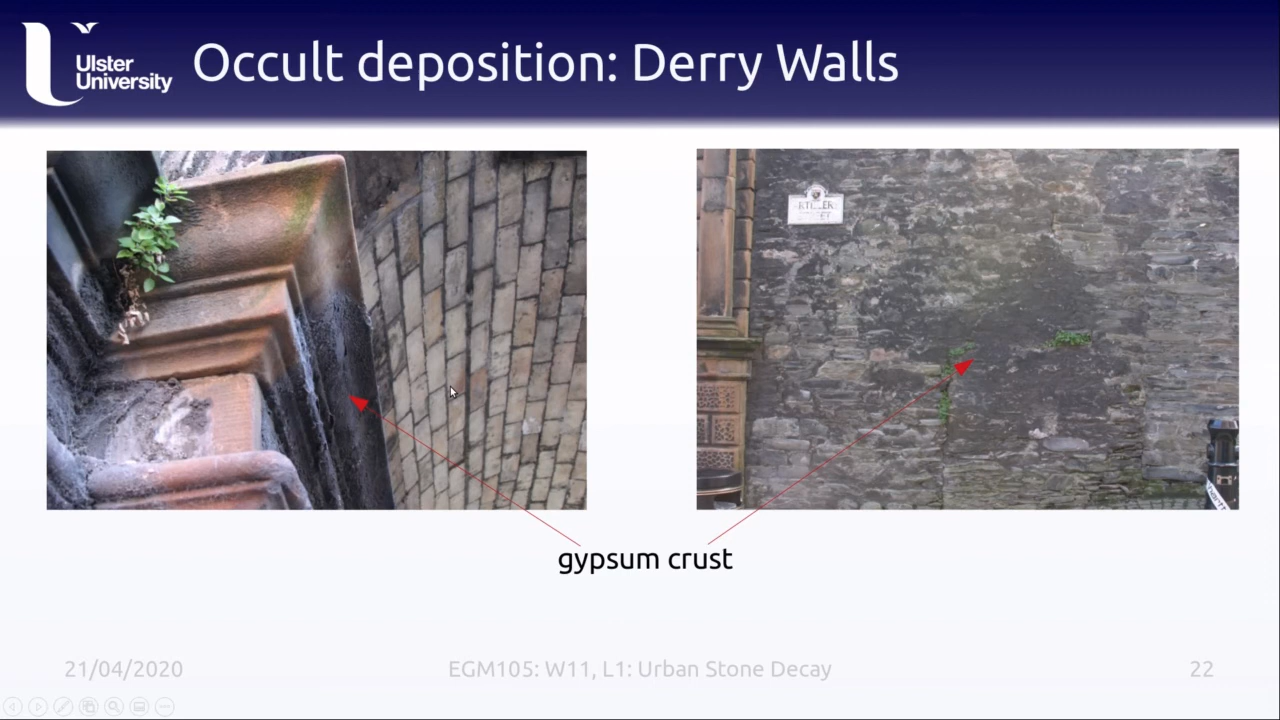 Ulster
University
Occult deposition: Derry Walls
gypsum crust
21/04/2020
EGM105: W11, L1: Urban Stone Decay
22